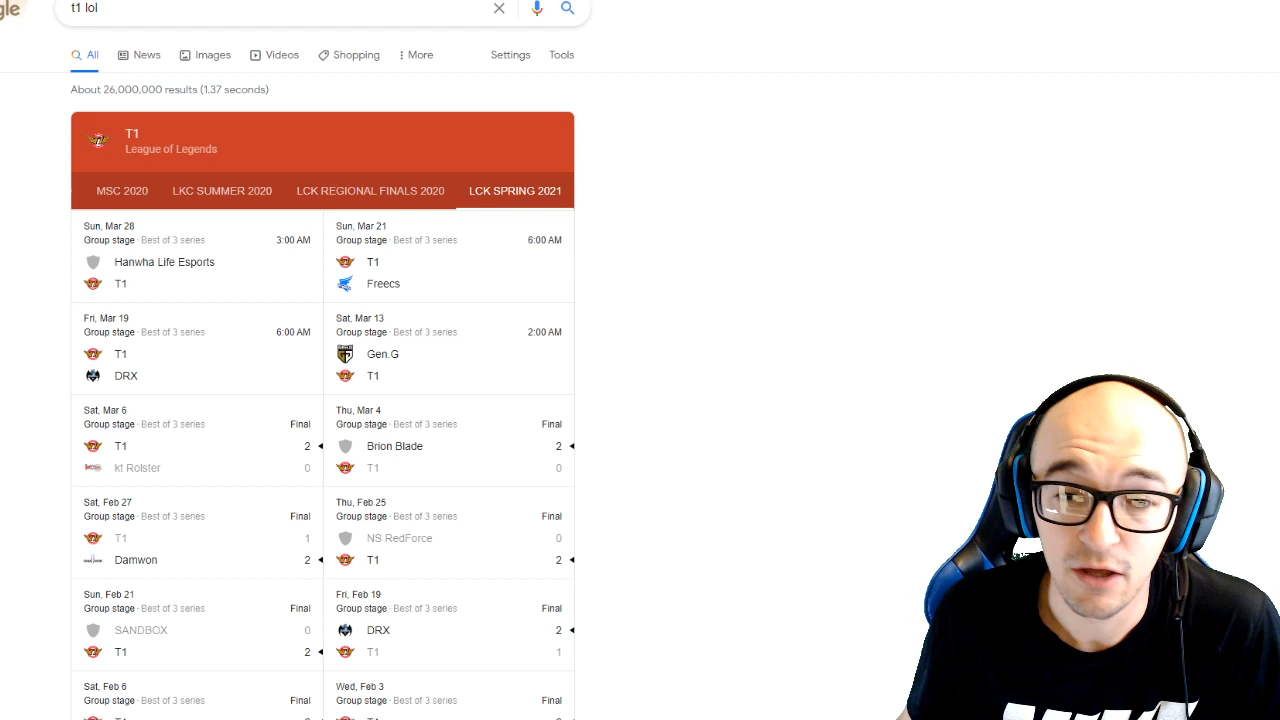 gle
t1 lol
All News Images Videos Shopping More Settings Tools
About 26,000,000 results (1.37 seconds)
T1
League of Legends
MSC 2020 LKC SUMMER 2020 LCK REGIONAL FINALS 2020 LCK SPRING 2021
Sun, Mar 28
Group stage · Best of 3 series 3:00 AM
Hanwha Life Esports
T1
Sun, Mar 21
Group stage · Best of 3 series 6:00 AM
T1
Freecs
Fri, Mar 19
Group stage · Best of 3 series 6:00 AM
T1
DRX
Sat, Mar 13
Group stage · Best of 3 series 2:00 AM
Gen.G
T1
Sat, Mar 6
Group stage · Best of 3 series Final
T1 2
kt Rolster 0
Thu, Mar 4
Group stage · Best of 3 series Final
Brion Blade 2
T1 0
Sat, Feb 27
Group stage · Best of 3 series Final
T1 1
Damwon 2
Thu, Feb 25
Group stage · Best of 3 series Final
NS RedForce 0
T1 2
Sun, Feb 21
Group stage · Best of 3 series Final
SANDBOX 0
T1 2
Fri, Feb 19
Group stage · Best of 3 series Final
DRX 2
T1 1
Sat, Feb 6
Group stage · Best of 3 series Final
Wed, Feb 3
Group stage · Best of 3 series Final